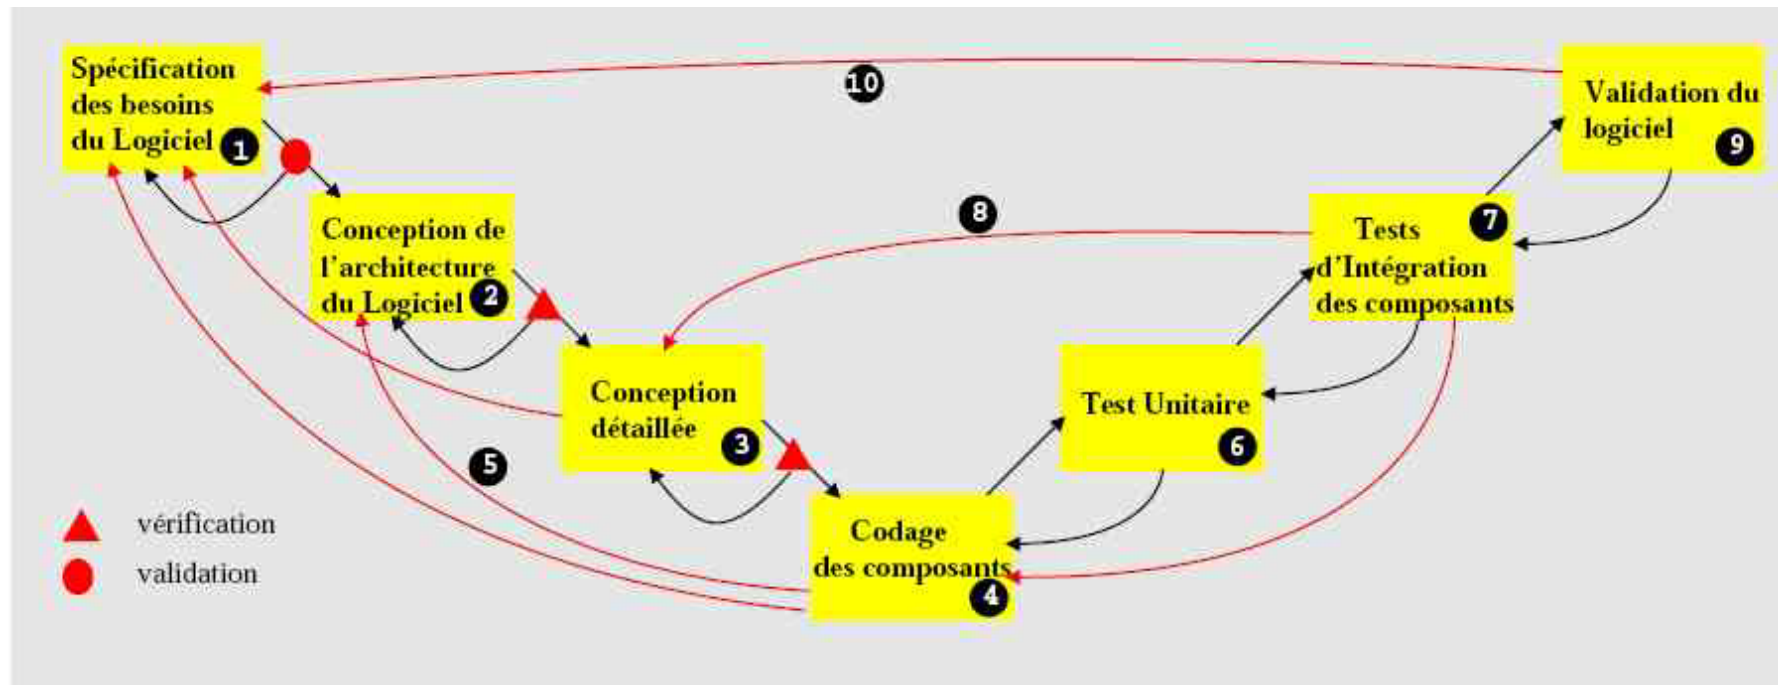 Spécification
des besoins
du Logiciel
1
10
Validation du
logiciel
9
Conception de
l'architecture
du Logiciel
2
8
Tests
7
d'Intégration
des composants
Conception
détaillée
3
Test Unitaire
6
5
Codage
des composants
4
vérification
validation